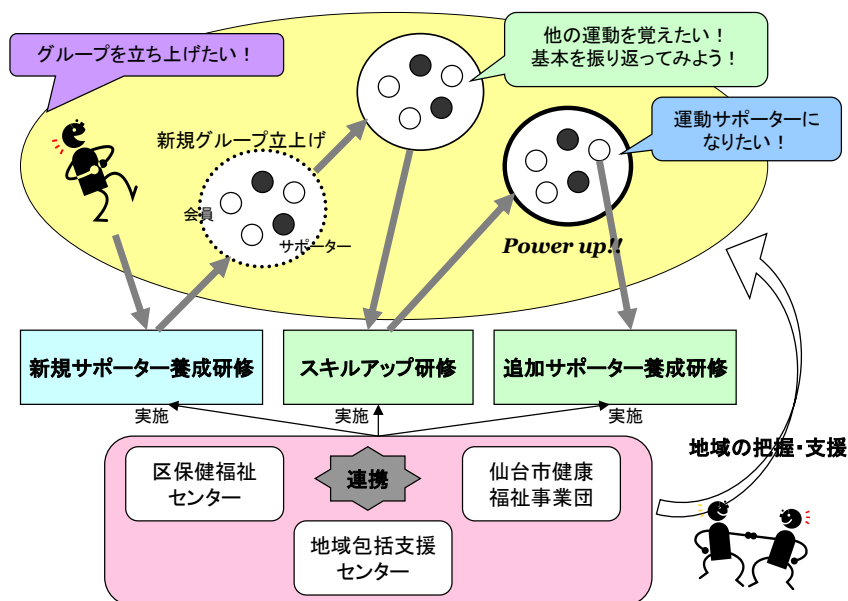 グループを立ち上げたい！
他の運動を覚えたい！
基本を振り返ってみよう！
運動サポーターに
なりたい！
新規グループ立上げ
会員
サポーター
Power up!!
新規サポーター養成研修
スキルアップ研修
追加サポーター養成研修
実施
実施
実施
地域の把握・支援
区保健福祉
センター
連携
仙台市健康
福祉事業団
地域包括支援
センター